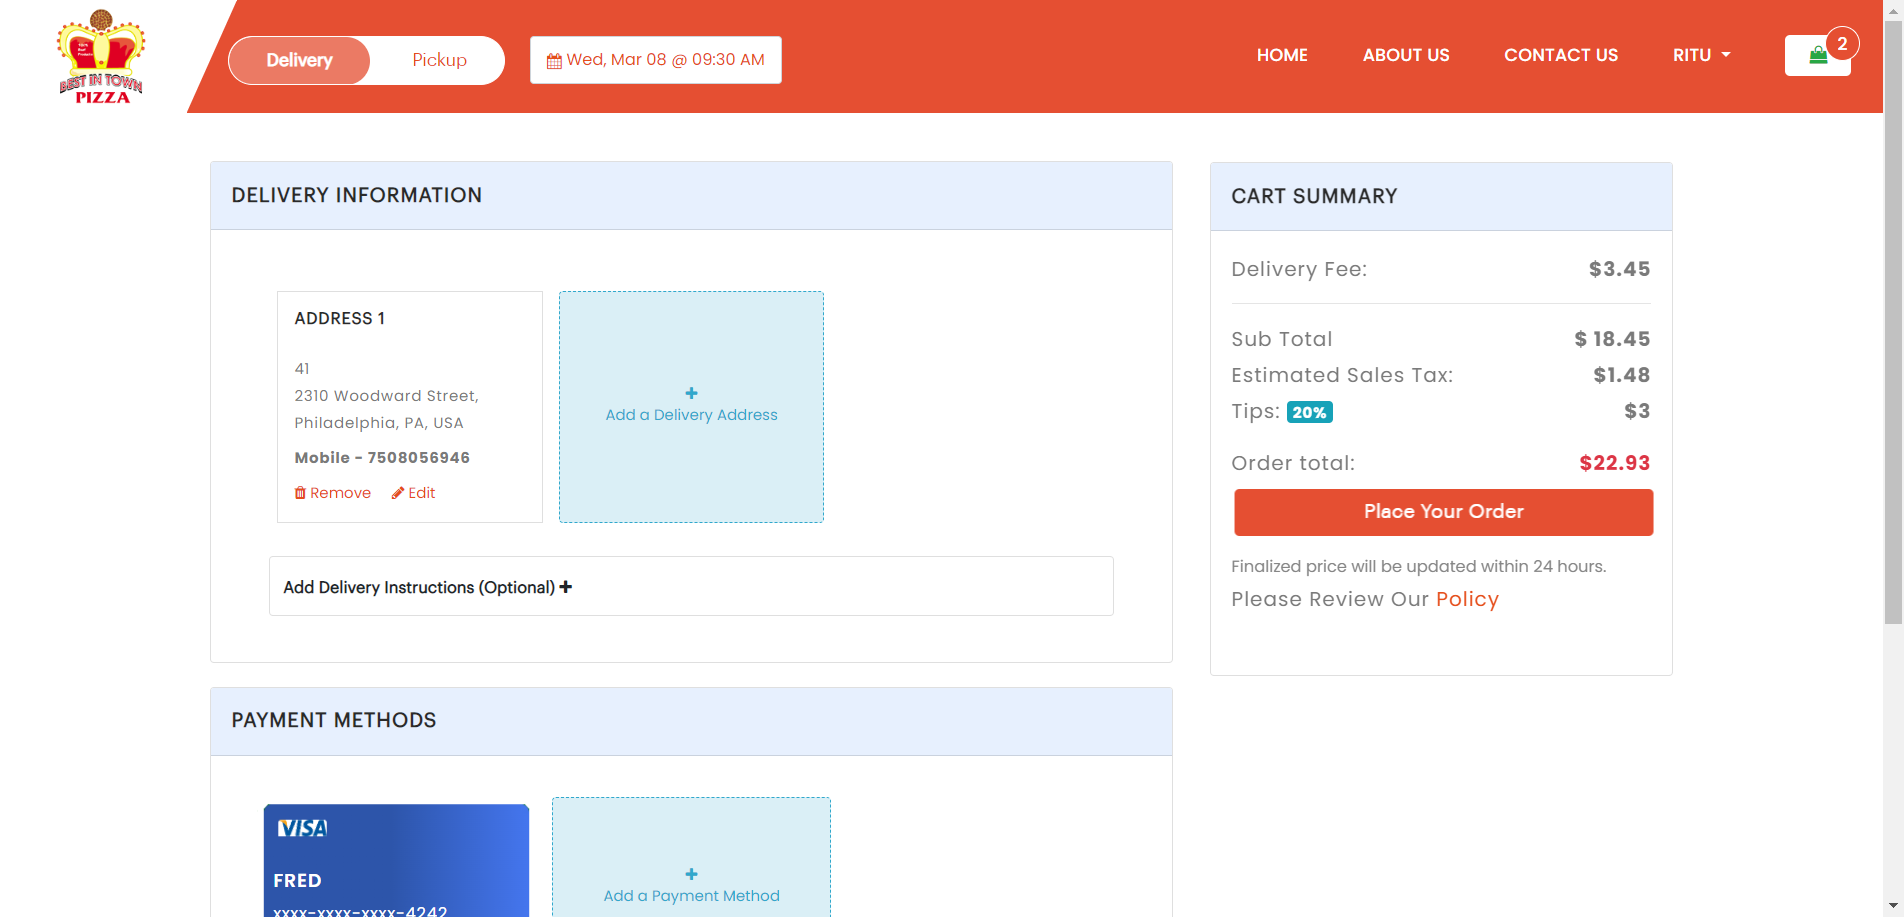 BEST IN TOWN
PIZZA
Delivery
Pickup
Wed, Mar 08 @ 09:30 AM
HOME
ABOUT US
CONTACT US
RITU
2
DELIVERY INFORMATION
ADDRESS 1
41
2310 Woodward Street,
Philadelphia, PA, USA
Mobile - 7508056946
Remove
Edit
+
Add a Delivery Address
Add Delivery Instructions (Optional) +
CART SUMMARY
Delivery Fee: $3.45
Sub Total $ 18.45
Estimated Sales Tax: $1.48
Tips: 20% $3
Order total: $22.93
Place Your Order
Finalized price will be updated within 24 hours.
Please Review Our Policy
PAYMENT METHODS
VISA
FRED
xxxx-xxxx-xxxx-4242
+
Add a Payment Method